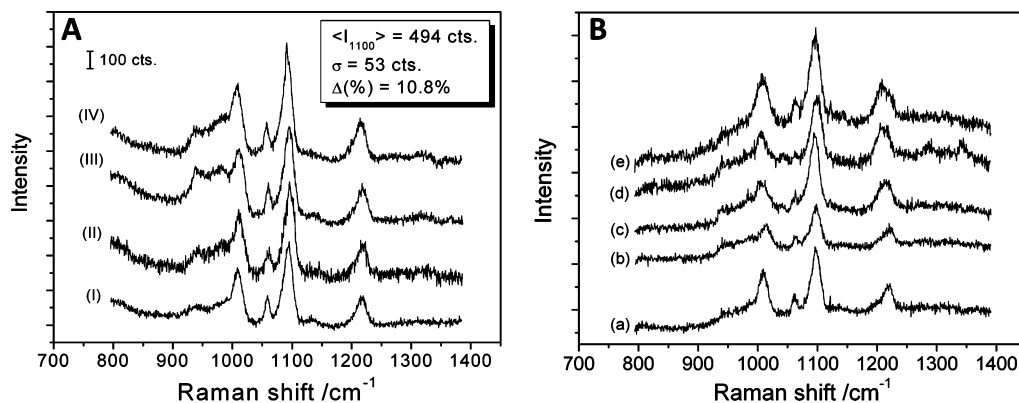 A
100 cts.
<I1100> = 494 cts.
σ = 53 cts.
Δ(%) = 10.8%
(IV)
(III)
(II)
(I)
Intensity
700 800 900 1000 1100 1200 1300 1400
Raman shift /cm-1
B
(e)
(d)
(c)
(b)
(a)
Intensity
700 800 900 1000 1100 1200 1300 1400
Raman shift /cm-1